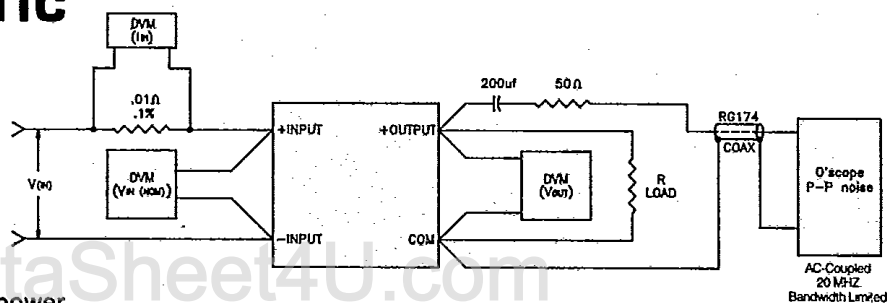 DVM
(IIN)
.01Ω
.1%
V(IN)
DVM
(VIN (NOM))
+INPUT
-INPUT
+OUTPUT
COM
200uf
50Ω
DVM
(VOUT)
R
LOAD
RG174
COAX
O'scope
P-P noise
AC-Coupled
20 MHZ
Bandwidth Limited
taSheet4U.com
power